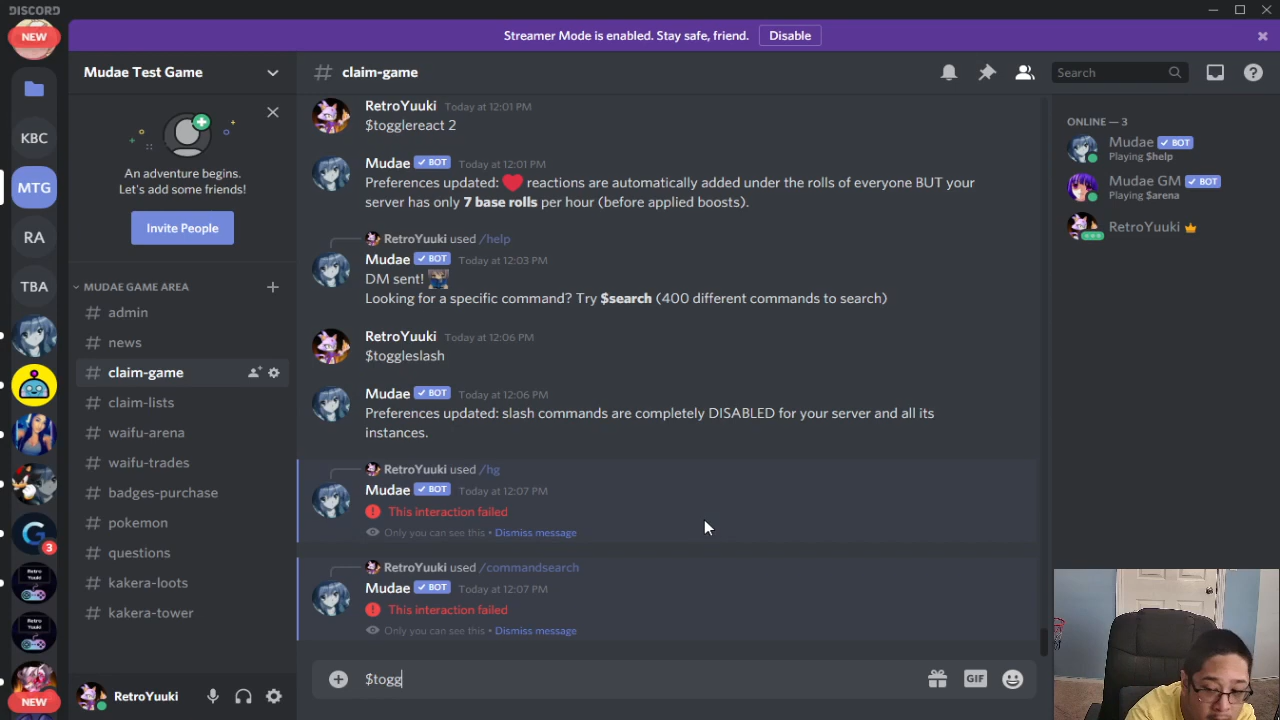 DISCORD
NEW
Streamer Mode is enabled. Stay safe, friend.
Disable
Mudae Test Game
claim-game
Search
An adventure begins.
Let's add some friends!
Invite People
KBC
MTG
RA
TBA
3
NEW
MUDAE GAME AREA
admin
news
claim-game
claim-lists
waifu-arena
waifu-trades
badges-purchase
pokemon
questions
kakera-loots
kakera-tower
RetroYuuki
RetroYuuki Today at 12:01 PM
$togglereact 2
Mudae BOT Today at 12:01 PM
Preferences updated: ❤ reactions are automatically added under the rolls of everyone BUT your
server has only 7 base rolls per hour (before applied boosts).
RetroYuuki used /help
Mudae BOT Today at 12:03 PM
DM sent!
Looking for a specific command? Try $search (400 different commands to search)
RetroYuuki Today at 12:06 PM
$toggleslash
Mudae BOT Today at 12:06 PM
Preferences updated: slash commands are completely DISABLED for your server and all its
instances.
RetroYuuki used /hg
Mudae BOT Today at 12:07 PM
This interaction failed
Only you can see this • Dismiss message
RetroYuuki used /commandsearch
Mudae BOT Today at 12:07 PM
This interaction failed
Only you can see this • Dismiss message
$togg
GIF
ONLINE — 3
Mudae BOT
Playing $help
Mudae GM BOT
Playing $arena
RetroYuuki